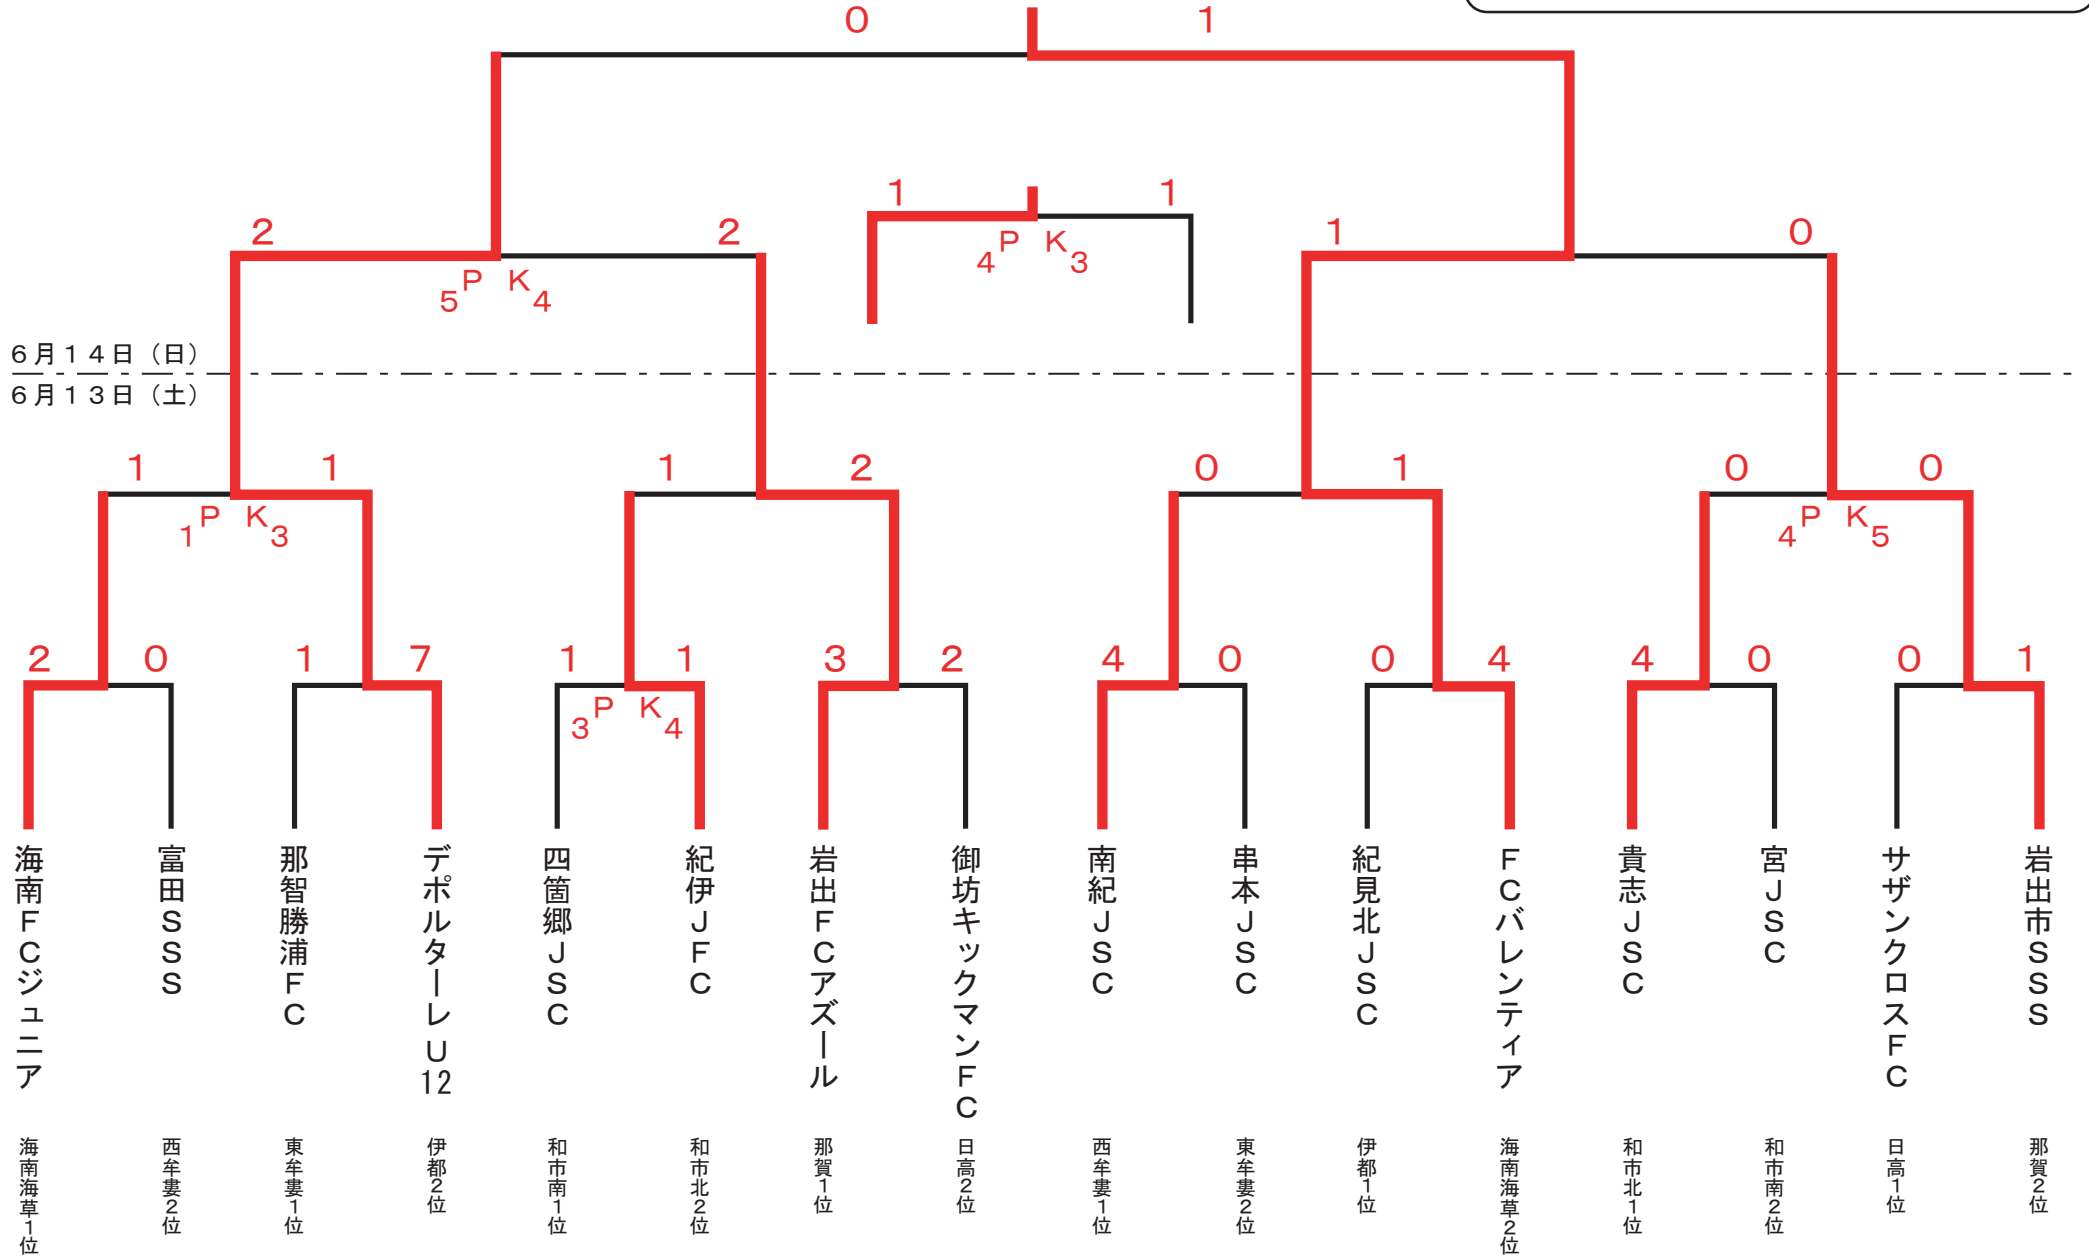 0 1
1 1
P K
4 3
2 2
P K
5 4
1 0
6月14日（日）
6月13日（土）
1 1
P K
1 3
1 2
0 1
0 0
P K
4 5
2 0
1 7
1 1
P K
3 4
3 2
4 0
0 4
4 0
0 1
海南FCジュニア
富田SSS
那智勝浦FC
デポルターレU12
四箇郷JSC
紀伊JFC
岩出FCアズール
御坊キックマンFC
南紀JSC
串本JSC
紀見北JSC
FCバレンティア
貴志JSC
宮JSC
サザンクロスFC
岩出市SSS
海南海草1位
西牟婁2位
東牟婁1位
伊都2位
和市南1位
和市北2位
那賀1位
日高2位
西牟婁1位
東牟婁2位
伊都1位
海南海草2位
和市北1位
和市南2位
日高1位
那賀2位